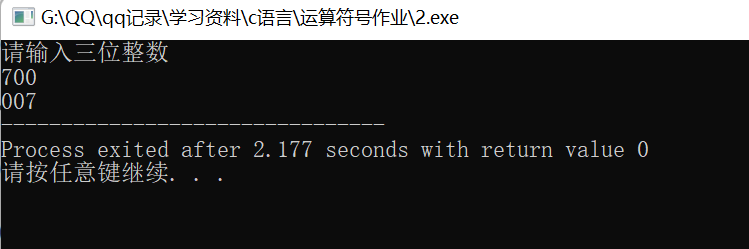 G:\QQ\qq记录\学习资料\c语言\运算符号作业\2.exe
请输入三位整数
700
007
--------------------------------
Process exited after 2.177 seconds with return value 0
请按任意键继续. . .